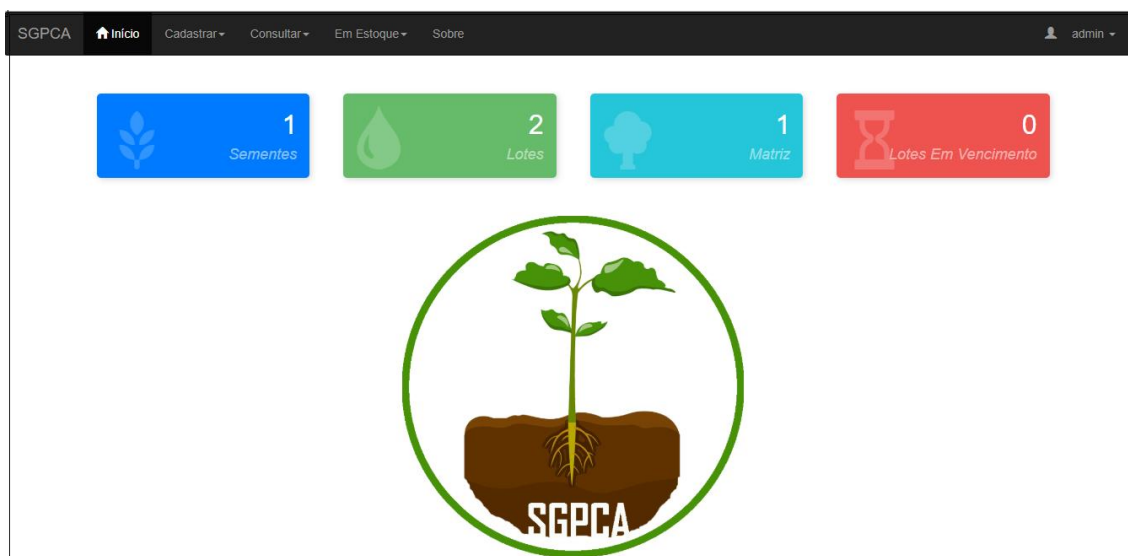 SGPCA Início Cadastrar Consultar Em Estoque Sobre admin
1 2 1 0
Sementes Lotes Matriz Lotes Em Vencimento
SGPCA